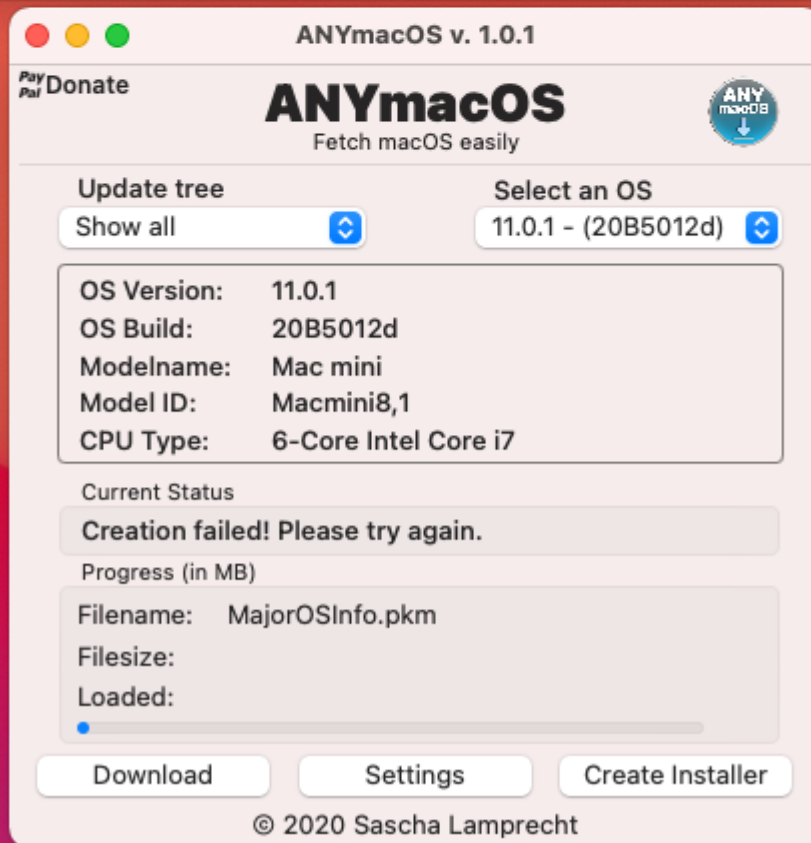 ANYmacOS v. 1.0.1
Pay
Pal Donate
ANYmacOS
Fetch macOS easily
ANY
macOS
Update tree
Select an OS
Show all
11.0.1 - (20B5012d)
OS Version: 11.0.1
OS Build: 20B5012d
Modelname: Mac mini
Model ID: Macmini8,1
CPU Type: 6-Core Intel Core i7
Current Status
Creation failed! Please try again.
Progress (in MB)
Filename: MajorOSInfo.pkm
Filesize:
Loaded:
Download
Settings
Create Installer
© 2020 Sascha Lamprecht